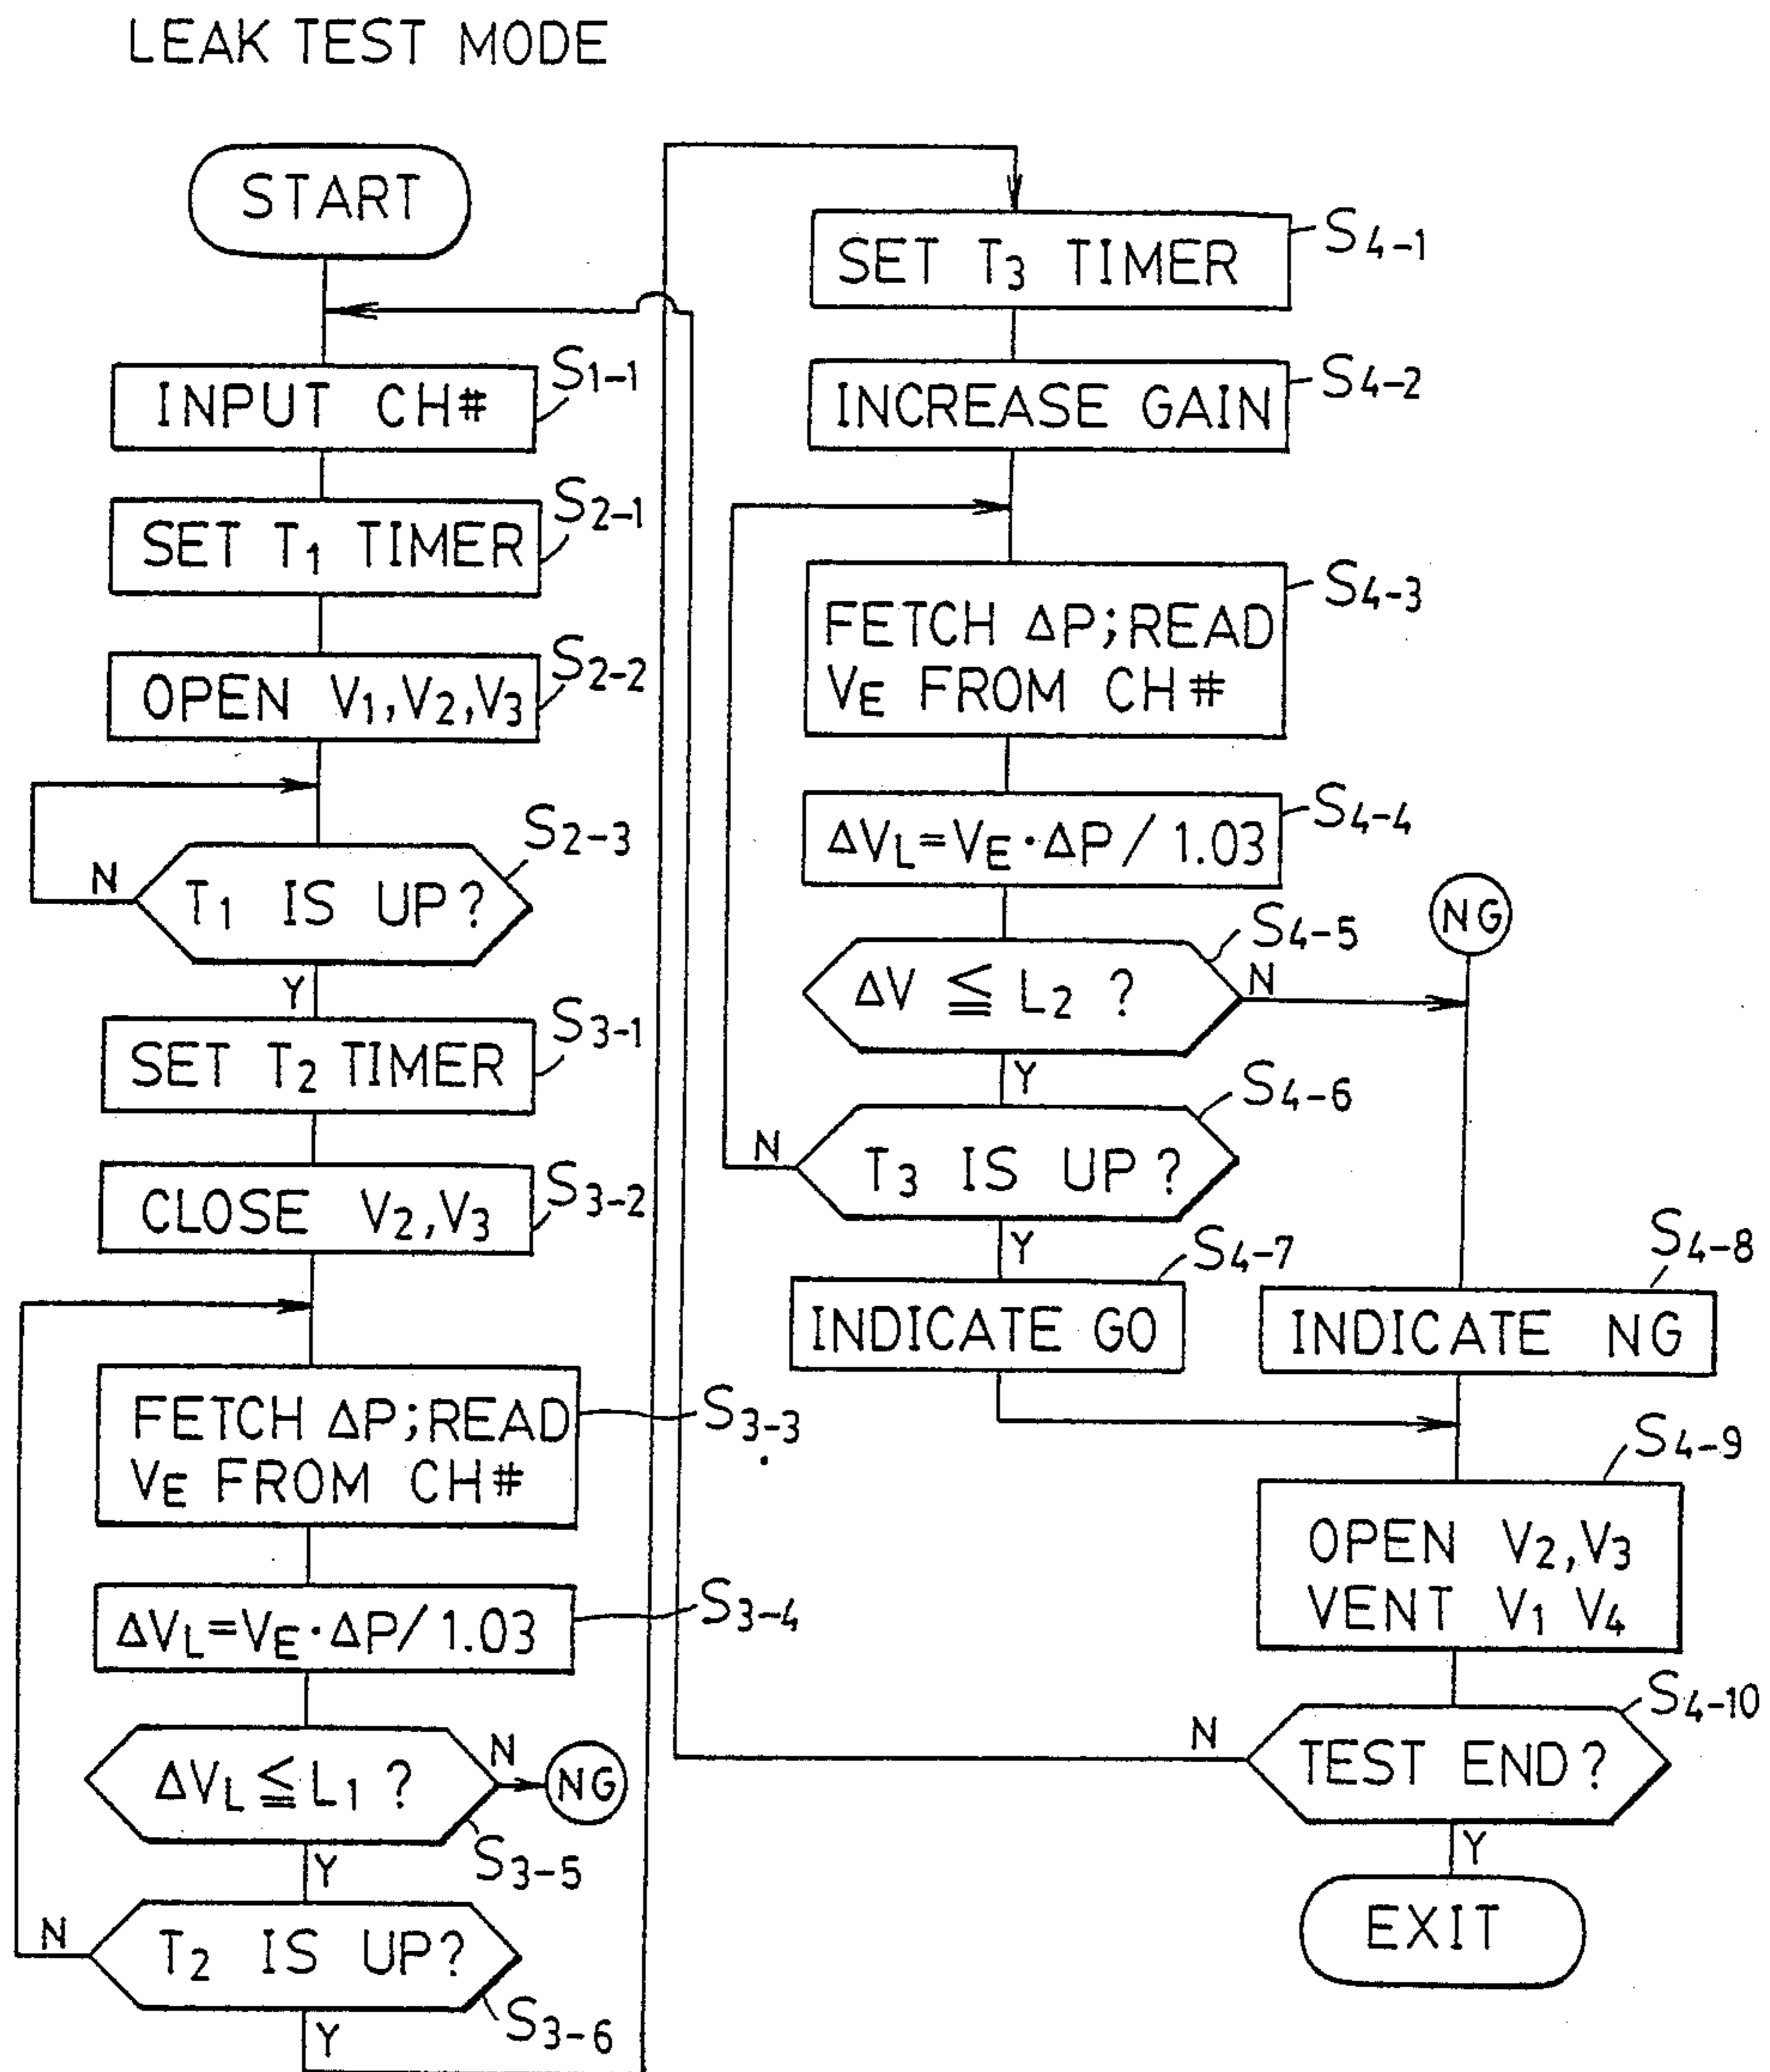 LEAK TEST MODE
START
INPUT CH#
S1-1
SET T1 TIMER
S2-1
OPEN V1,V2,V3
S2-2
T1 IS UP?
S2-3
N
Y
SET T2 TIMER
S3-1
CLOSE V2,V3
S3-2
FETCH ΔP;READ
VE FROM CH#
S3-3
ΔVL=VE·ΔP/1.03
S3-4
ΔVL≦L1 ?
S3-5
N
NG
Y
T2 IS UP?
S3-6
N
Y
SET T3 TIMER
S4-1
INCREASE GAIN
S4-2
FETCH ΔP;READ
VE FROM CH#
S4-3
ΔVL=VE·ΔP/1.03
S4-4
ΔV ≦ L2 ?
S4-5
N
NG
Y
T3 IS UP?
S4-6
N
Y
INDICATE GO
S4-7
INDICATE NG
S4-8
OPEN V2,V3
VENT V1 V4
S4-9
TEST END?
S4-10
N
Y
EXIT